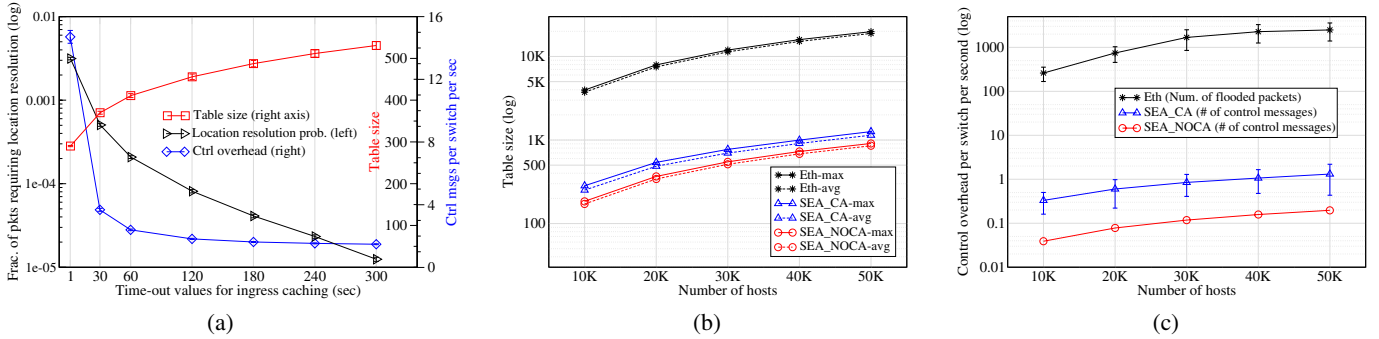 Frac. of pkts requiring location resolution (log)
0.01
0.001
1e-04
1e-05
1
30
60
120
180
240
300
Time-out values for ingress caching (sec)
Table size (right axis)
Location resolution prob. (left)
Ctrl overhead (right)
Table size
500
400
300
200
100
0
16
12
8
4
0
Ctrl msgs per switch per sec
(a)
Table size (log)
10K
5K
1K
500
100
10K
20K
30K
40K
50K
Number of hosts
Eth-max
Eth-avg
SEA_CA-max
SEA_CA-avg
SEA_NOCA-max
SEA_NOCA-avg
(b)
Control overhead per switch per second (log)
1000
100
10
1
0.1
0.01
10K
20K
30K
40K
50K
Number of hosts
Eth (Num. of flooded packets)
SEA_CA (# of control messages)
SEA_NOCA (# of control messages)
(c)